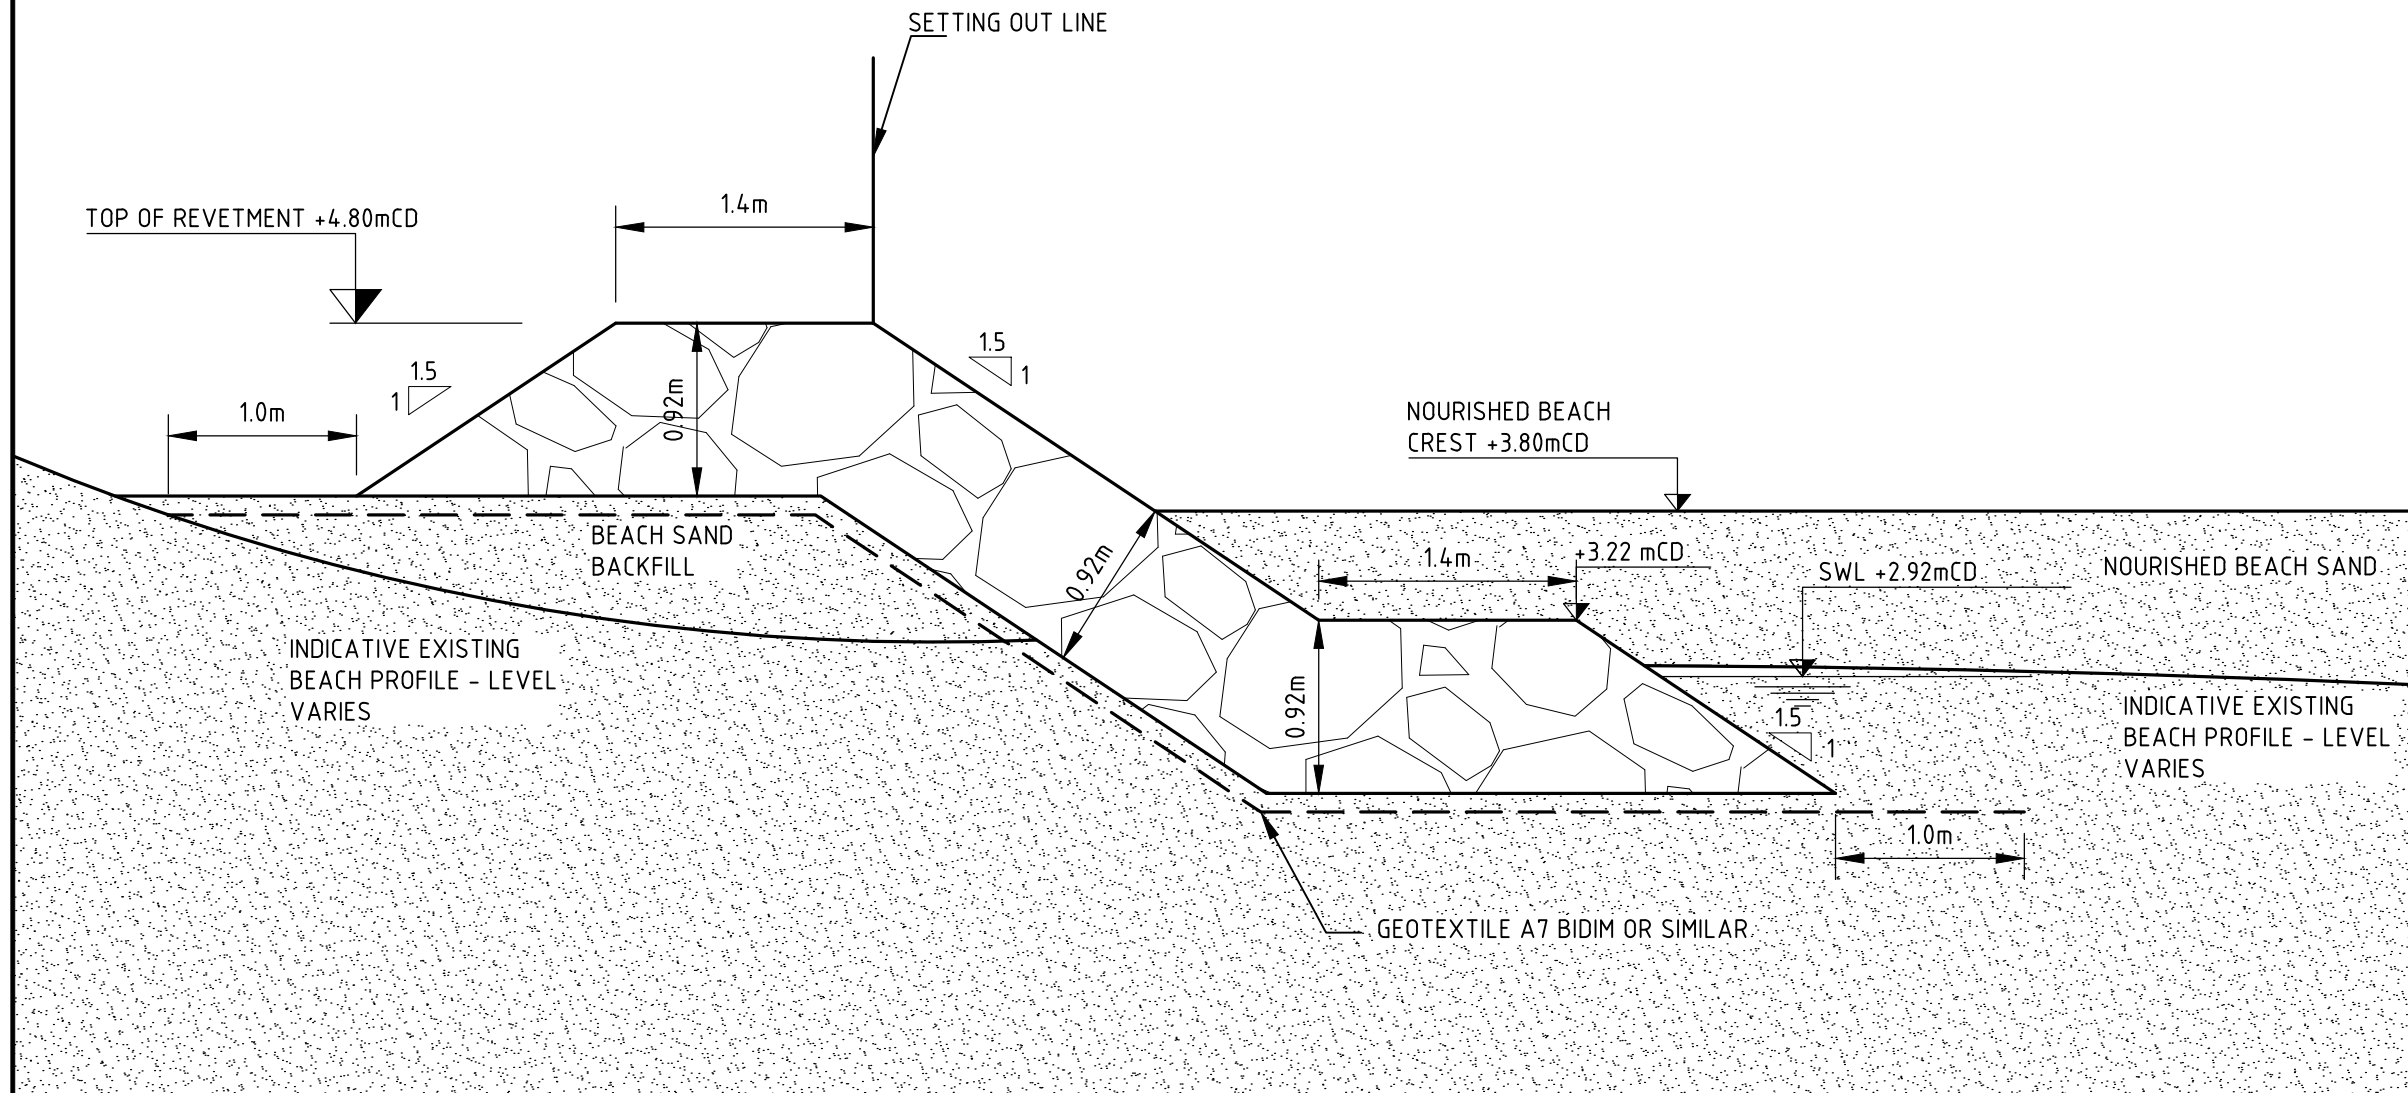 SETTING OUT LINE
TOP OF REVETMENT +4.80mCD
1.4m
1.5
1
1.5
1
1.0m
0.92m
NOURISHED BEACH
CREST +3.80mCD
BEACH SAND
BACKFILL
0.92m
1.4m
+3.22 mCD
SWL +2.92mCD
NOURISHED BEACH SAND
INDICATIVE EXISTING
BEACH PROFILE - LEVEL
VARIES
0.92m
1.5
1
INDICATIVE EXISTING
BEACH PROFILE - LEVEL
VARIES
1.0m
GEOTEXTILE A7 BIDIM OR SIMILAR